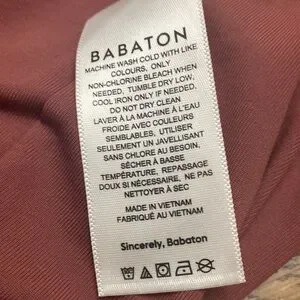 BABATON
MACHINE WASH COLD WITH LIKE
COLOURS, ONLY
NON-CHLORINE BLEACH WHEN
NEEDED, TUMBLE DRY LOW,
COOL IRON ONLY IF NEEDED.
DO NOT DRY CLEAN
LAVER À LA MACHINE À L'EAU
FROIDE AVEC COULEURS
SEMBLABLES, UTILISER
SEULEMENT UN JAVELLISANT
SANS CHLORE AU BESOIN.
SÉCHER À BASSE
TEMPÉRATURE, REPASSAGE
DOUX SI NÉCESSAIRE. NE PAS
NETTOYER À SEC
MADE IN VIETNAM
FABRIQUÉ AU VIETNAM
Sincerely, Babaton